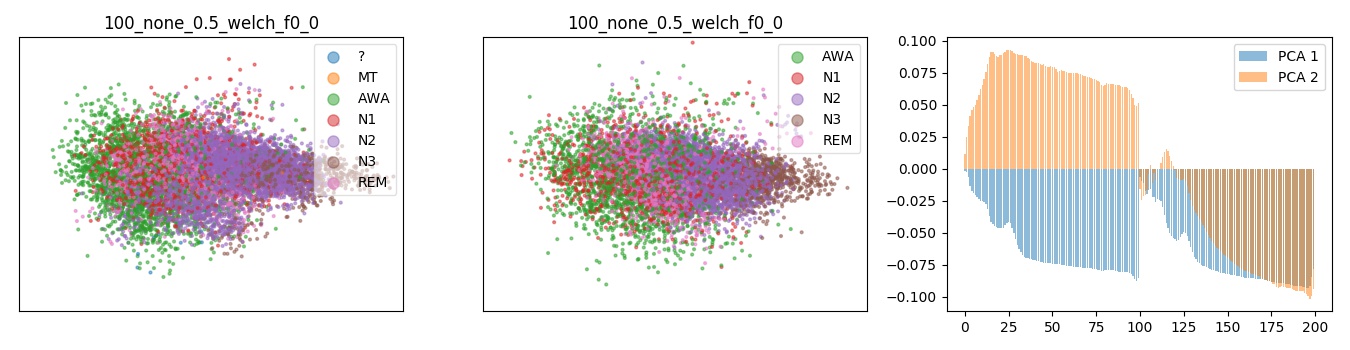 100_none_0.5_welch_f0_0
?
MT
AWA
N1
N2
N3
REM
100_none_0.5_welch_f0_0
AWA
N1
N2
N3
REM
PCA 1
PCA 2
0.100
0.075
0.050
0.025
0.000
−0.025
−0.050
−0.075
−0.100
0 25 50 75 100 125 150 175 200